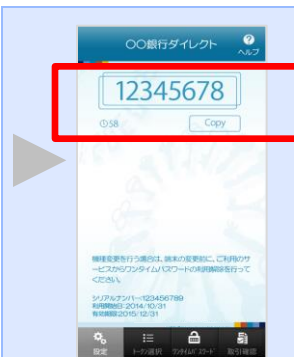 〇〇銀行ダイレクト
?
ヘルプ
12345678
:58
Copy
機種変更を行う場合は、端末の変更前に、ご利用のサ
ービスからワンタイムパスワードの利用解除を行って
ください。
シリアルナンバー:123456789
利用開始日:2014/10/31
有効期限:2015/12/31
設定
トークン選択
ワンタイムパスワード
取引確認